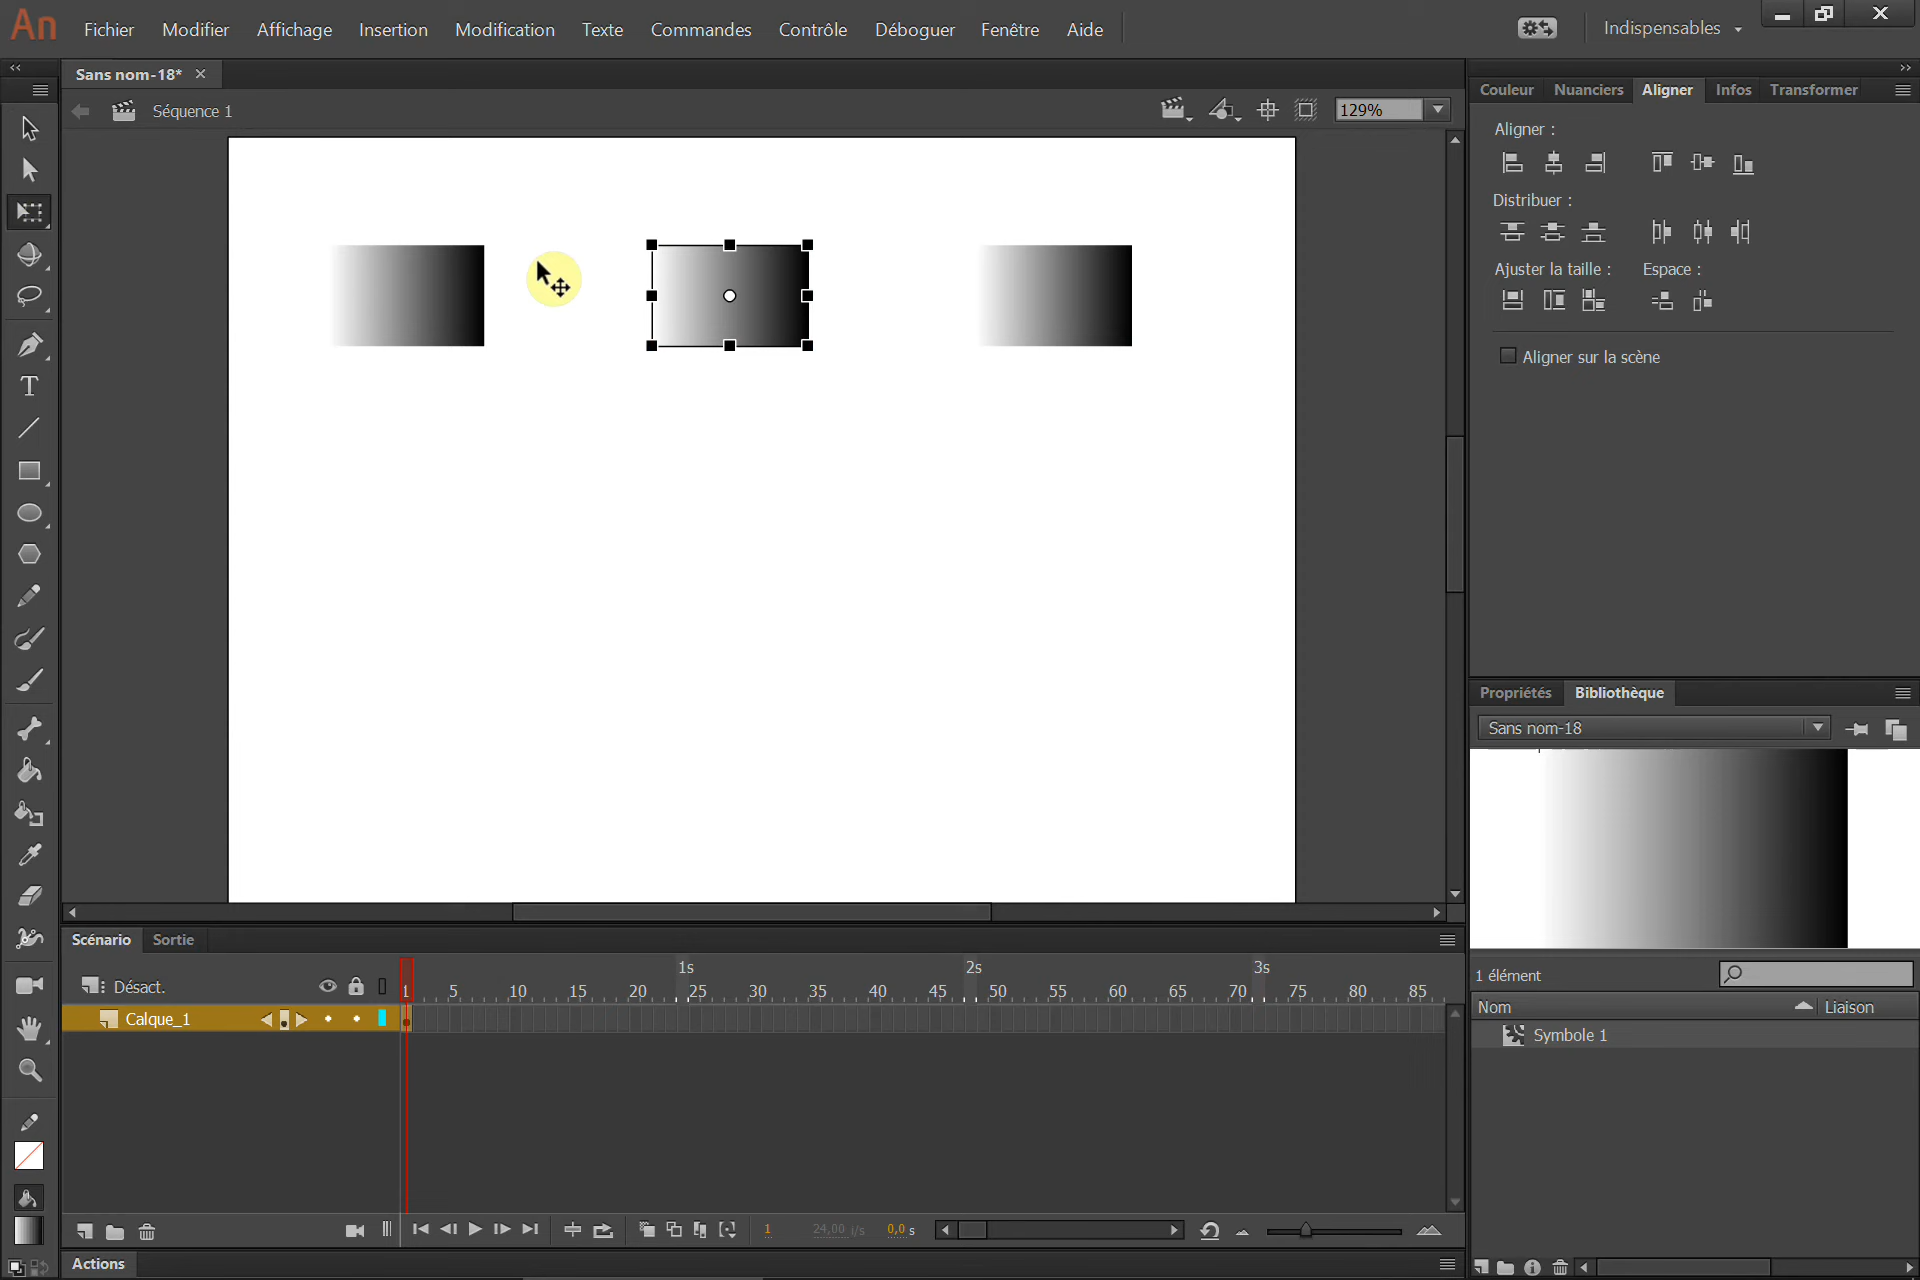 An Fichier Modifier Affichage Insertion Modification Texte Commandes Contrôle Déboguer Fenêtre Aide Indispensables
Sans nom-18*
Séquence 1
129%
Couleur Nuanciers Aligner Infos Transformer
Aligner :
Distribuer :
Ajuster la taille : Espace :
Aligner sur la scène
T
Propriétés Bibliothèque
Sans nom-18
1 élément
Nom Liaison
Symbole 1
Scénario Sortie
1s 2s 3s
Désact.
1 5 10 15 20 25 30 35 40 45 50 55 60 65 70 75 80 85
Calque_1
1 24,00 i/s 0,0 s
Actions